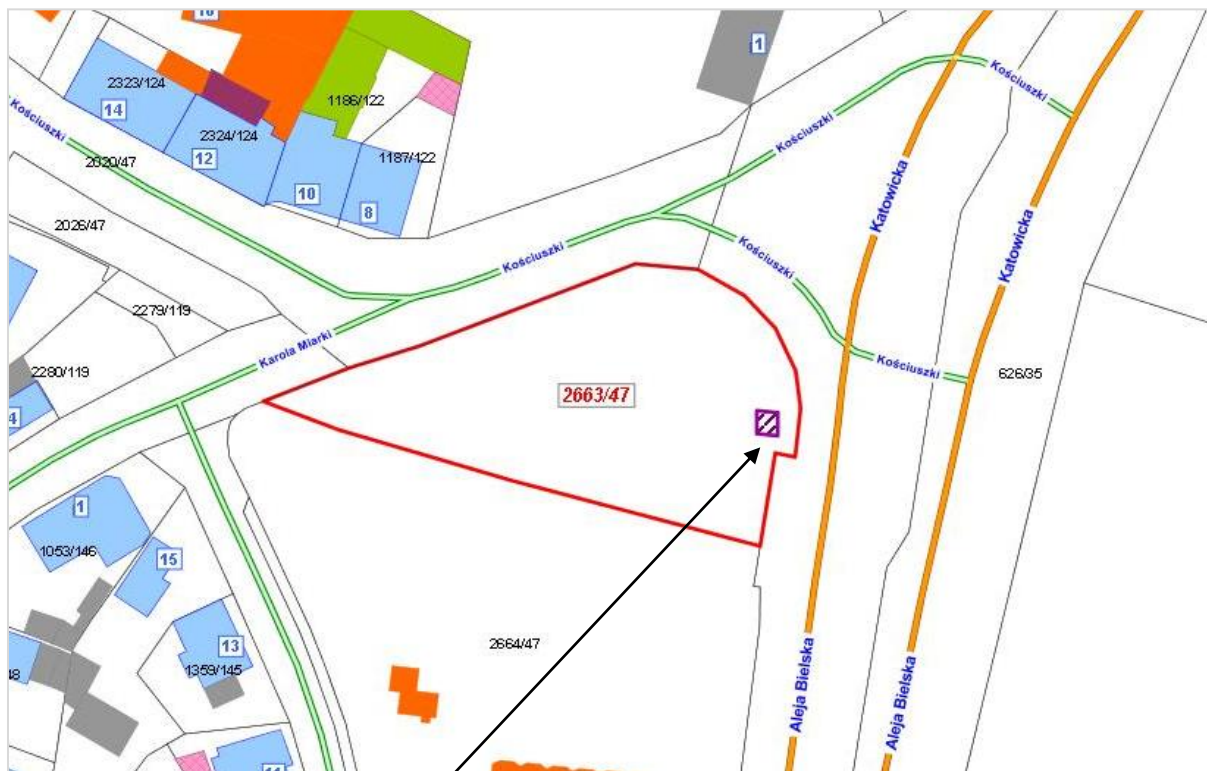 10
1
2323/124
14
2324/124
12
1186/122
1187/122
10
8
Kościuszki
2020/47
2026/47
2279/119
2280/119
4
Karola Miarki
Kościuszki
Kościuszki
Kościuszki
Kościuszki
Kościuszki
Katowicka
Katowicka
626/35
2663/47
1
1053/146
15
13
1359/145
48
11
2664/47
Aleja Bielska
Aleja Bielska